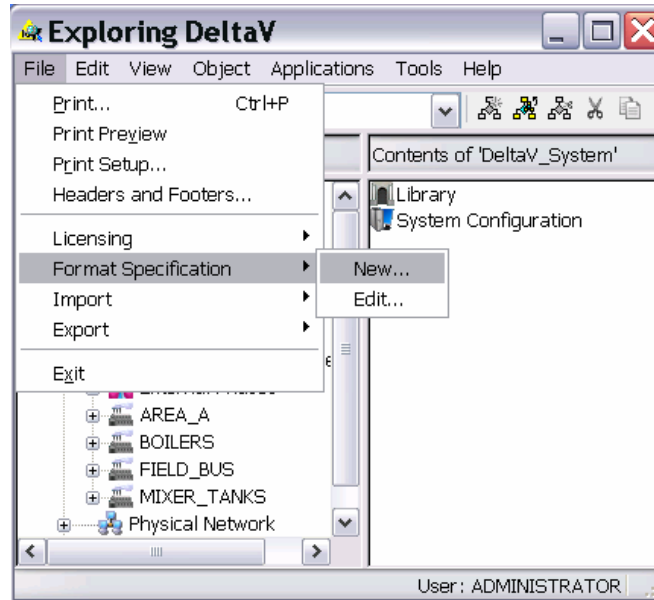 Exploring DeltaV
File Edit View Object Applications Tools Help
Print... Ctrl+P
Print Preview
Print Setup...
Headers and Footers...
Licensing
Format Specification
Import
Export
Exit
New...
Edit...
Contents of 'DeltaV_System'
Library
System Configuration
AREA_A
BOILERS
FIELD_BUS
MIXER_TANKS
Physical Network
User: ADMINISTRATOR